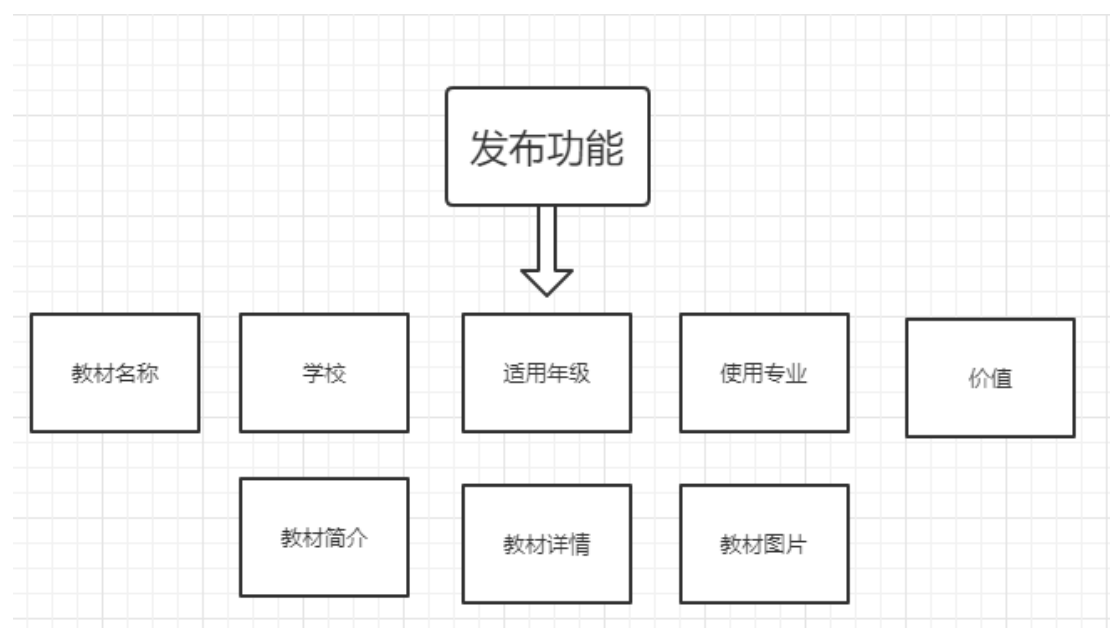 发布功能
教材名称
学校
适用年级
使用专业
价值
教材简介
教材详情
教材图片